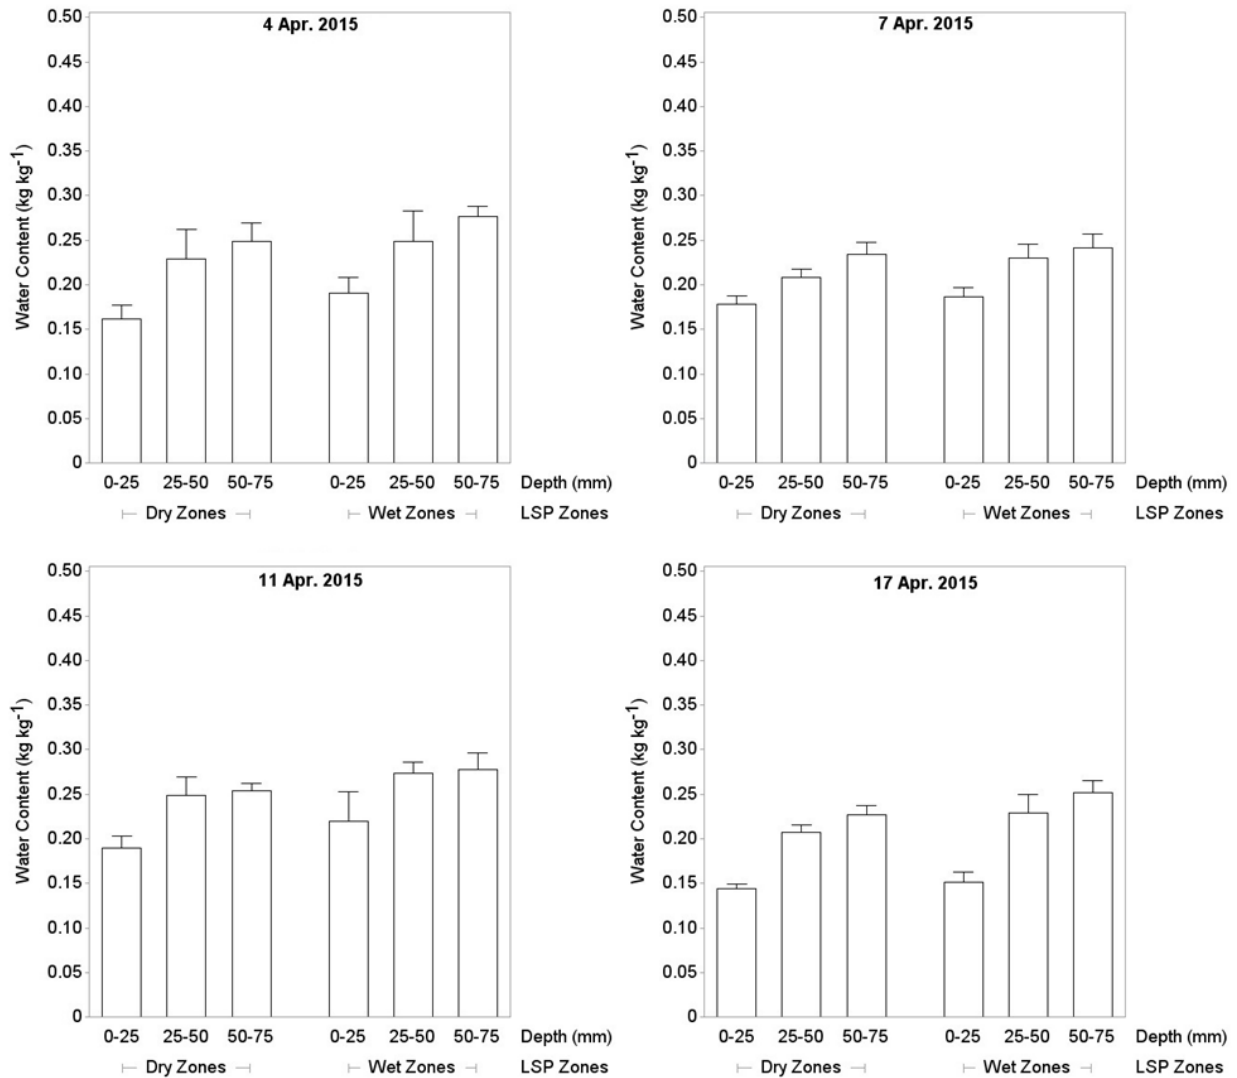 4 Apr. 2015
0.50
0.45
0.40
0.35
0.30
0.25
0.20
0.15
0.10
0.05
0
Water Content (kg kg-1)
0-25 25-50 50-75 0-25 25-50 50-75 Depth (mm)
Dry Zones Wet Zones LSP Zones
7 Apr. 2015
0.50
0.45
0.40
0.35
0.30
0.25
0.20
0.15
0.10
0.05
0
Water Content (kg kg-1)
0-25 25-50 50-75 0-25 25-50 50-75 Depth (mm)
Dry Zones Wet Zones LSP Zones
11 Apr. 2015
0.50
0.45
0.40
0.35
0.30
0.25
0.20
0.15
0.10
0.05
0
Water Content (kg kg-1)
0-25 25-50 50-75 0-25 25-50 50-75 Depth (mm)
Dry Zones Wet Zones LSP Zones
17 Apr. 2015
0.50
0.45
0.40
0.35
0.30
0.25
0.20
0.15
0.10
0.05
0
Water Content (kg kg-1)
0-25 25-50 50-75 0-25 25-50 50-75 Depth (mm)
Dry Zones Wet Zones LSP Zones